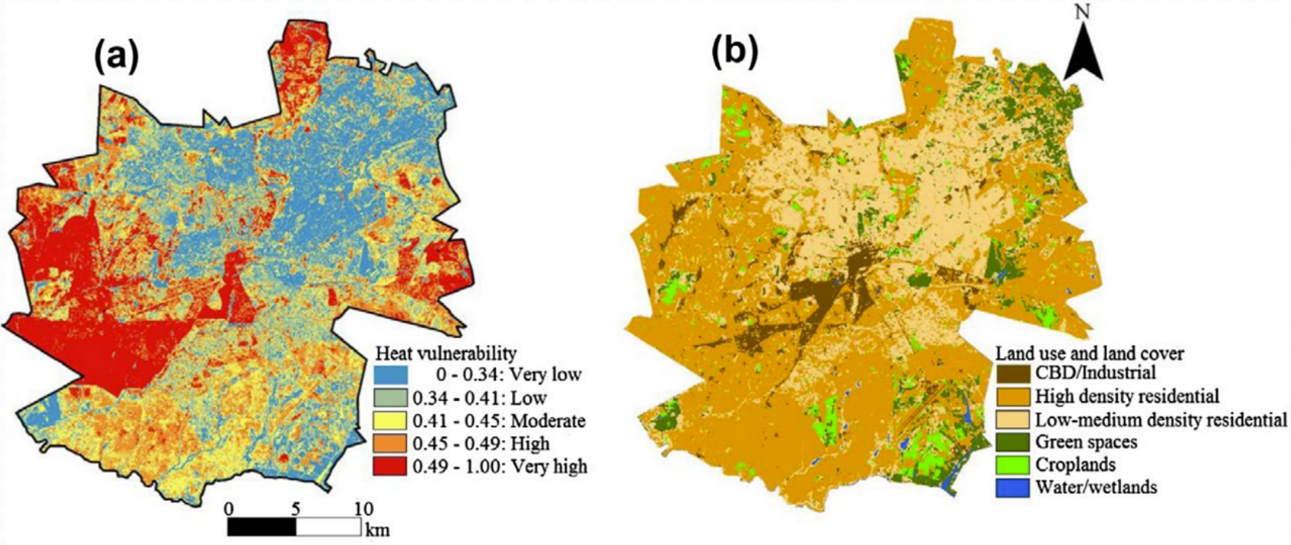 (a)
(b)
N
Heat vulnerability
0 - 0.34: Very low
0.34 - 0.41: Low
0.41 - 0.45: Moderate
0.45 - 0.49: High
0.49 - 1.00: Very high
0 5 10
km
Land use and land cover
CBD/Industrial
High density residential
Low-medium density residential
Green spaces
Croplands
Water/wetlands